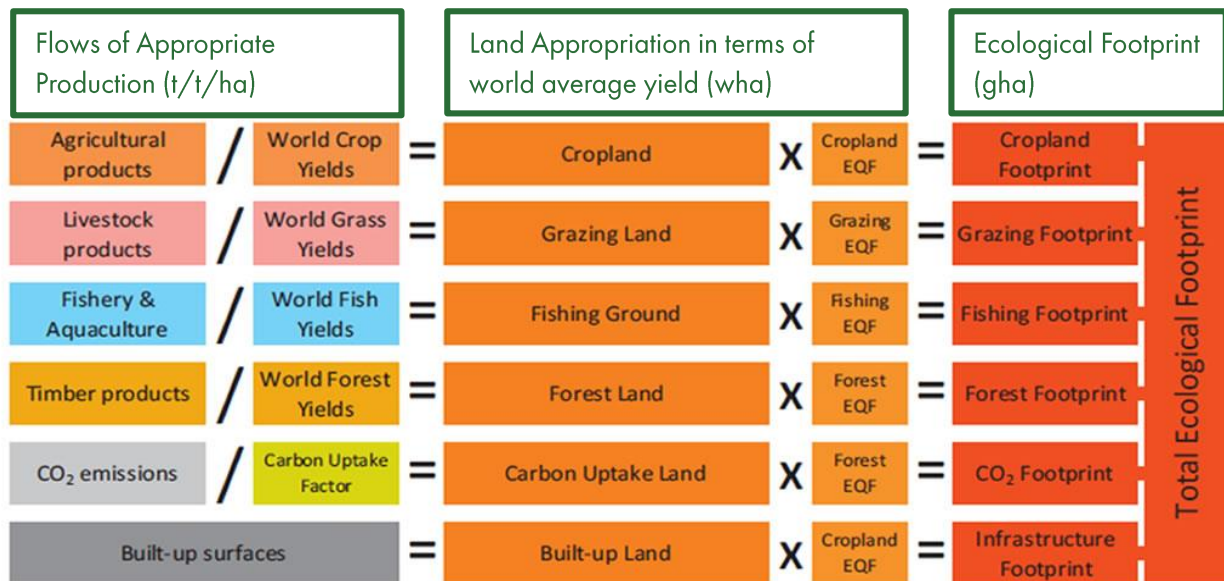 Flows of Appropriate
Production (t/t/ha)
Land Appropriation in terms of
world average yield (wha)
Ecological Footprint
(gha)
Agricultural
products
/
World Crop
Yields
=
Cropland
X
Cropland
EQF
=
Cropland
Footprint
Livestock
products
/
World Grass
Yields
=
Grazing Land
X
Grazing
EQF
=
Grazing Footprint
Fishery &
Aquaculture
/
World Fish
Yields
=
Fishing Ground
X
Fishing
EQF
=
Fishing Footprint
Timber products
/
World Forest
Yields
=
Forest Land
X
Forest
EQF
=
Forest Footprint
CO₂ emissions
/
Carbon Uptake
Factor
=
Carbon Uptake Land
X
Forest
EQF
=
CO₂ Footprint
Built-up surfaces
=
Built-up Land
X
Cropland
EQF
=
Infrastructure
Footprint
Total Ecological Footprint